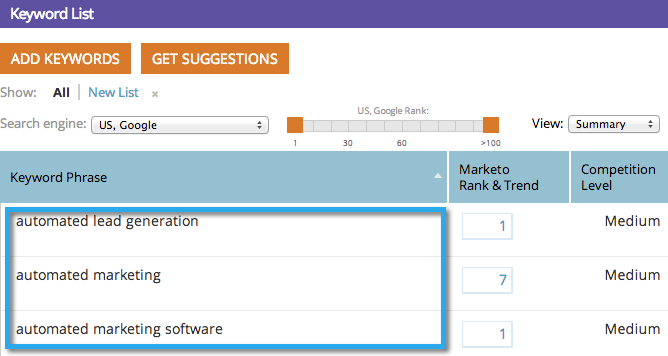 Keyword List
ADD KEYWORDS GET SUGGESTIONS
Show: All New List ×
US, Google Rank:
Search engine: US, Google View: Summary
1 30 60 >100
Keyword Phrase Marketo Rank & Trend Competition Level
automated lead generation 1 Medium
automated marketing 7 Medium
automated marketing software 1 Medium